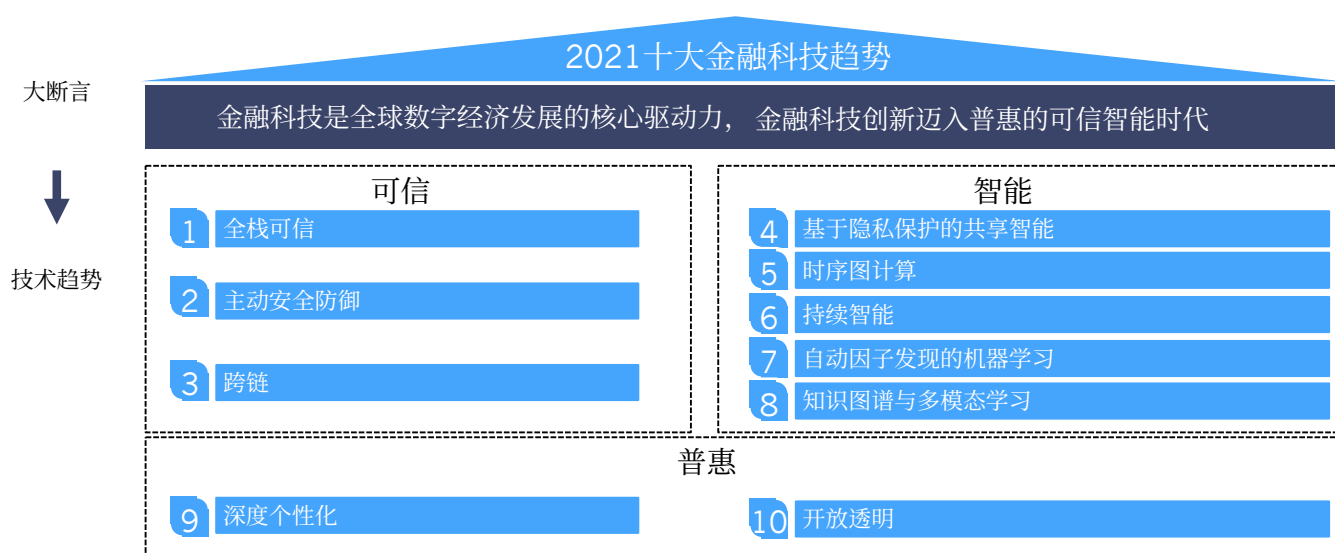 2021十大金融科技趋势
大断言
金融科技是全球数字经济发展的核心驱动力，金融科技创新迈入普惠的可信智能时代
技术趋势
可信
1 全栈可信
2 主动安全防御
3 跨链
智能
4 基于隐私保护的共享智能
5 时序图计算
6 持续智能
7 自动因子发现的机器学习
8 知识图谱与多模态学习
普惠
9 深度个性化
10 开放透明